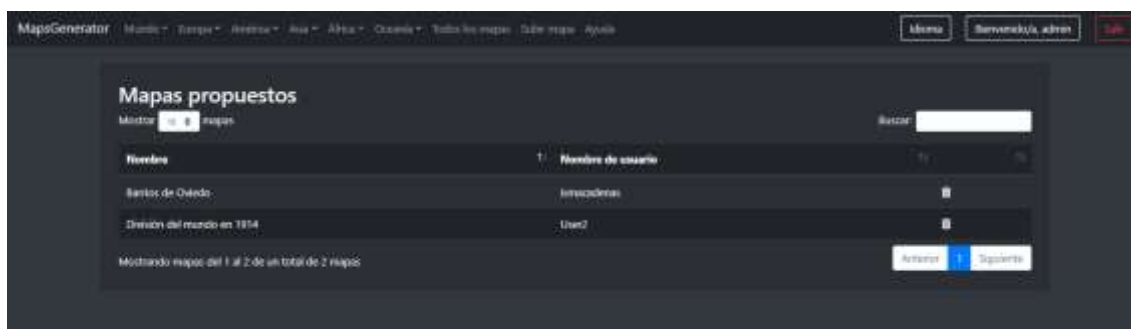 MapsGenerator Mundo Europa América Asia África Oceanía Todos los mapas Subir mapa Ayuda Idioma Bienvenido/a, admin Salir
Mapas propuestos
Mostrar 10 mapas Buscar
Nombre Nombre de usuario
Barrios de Oviedo
División del mundo en 1914 User2
Mostrando mapas del 1 al 2 de un total de 2 mapas Anterior 1 Siguiente